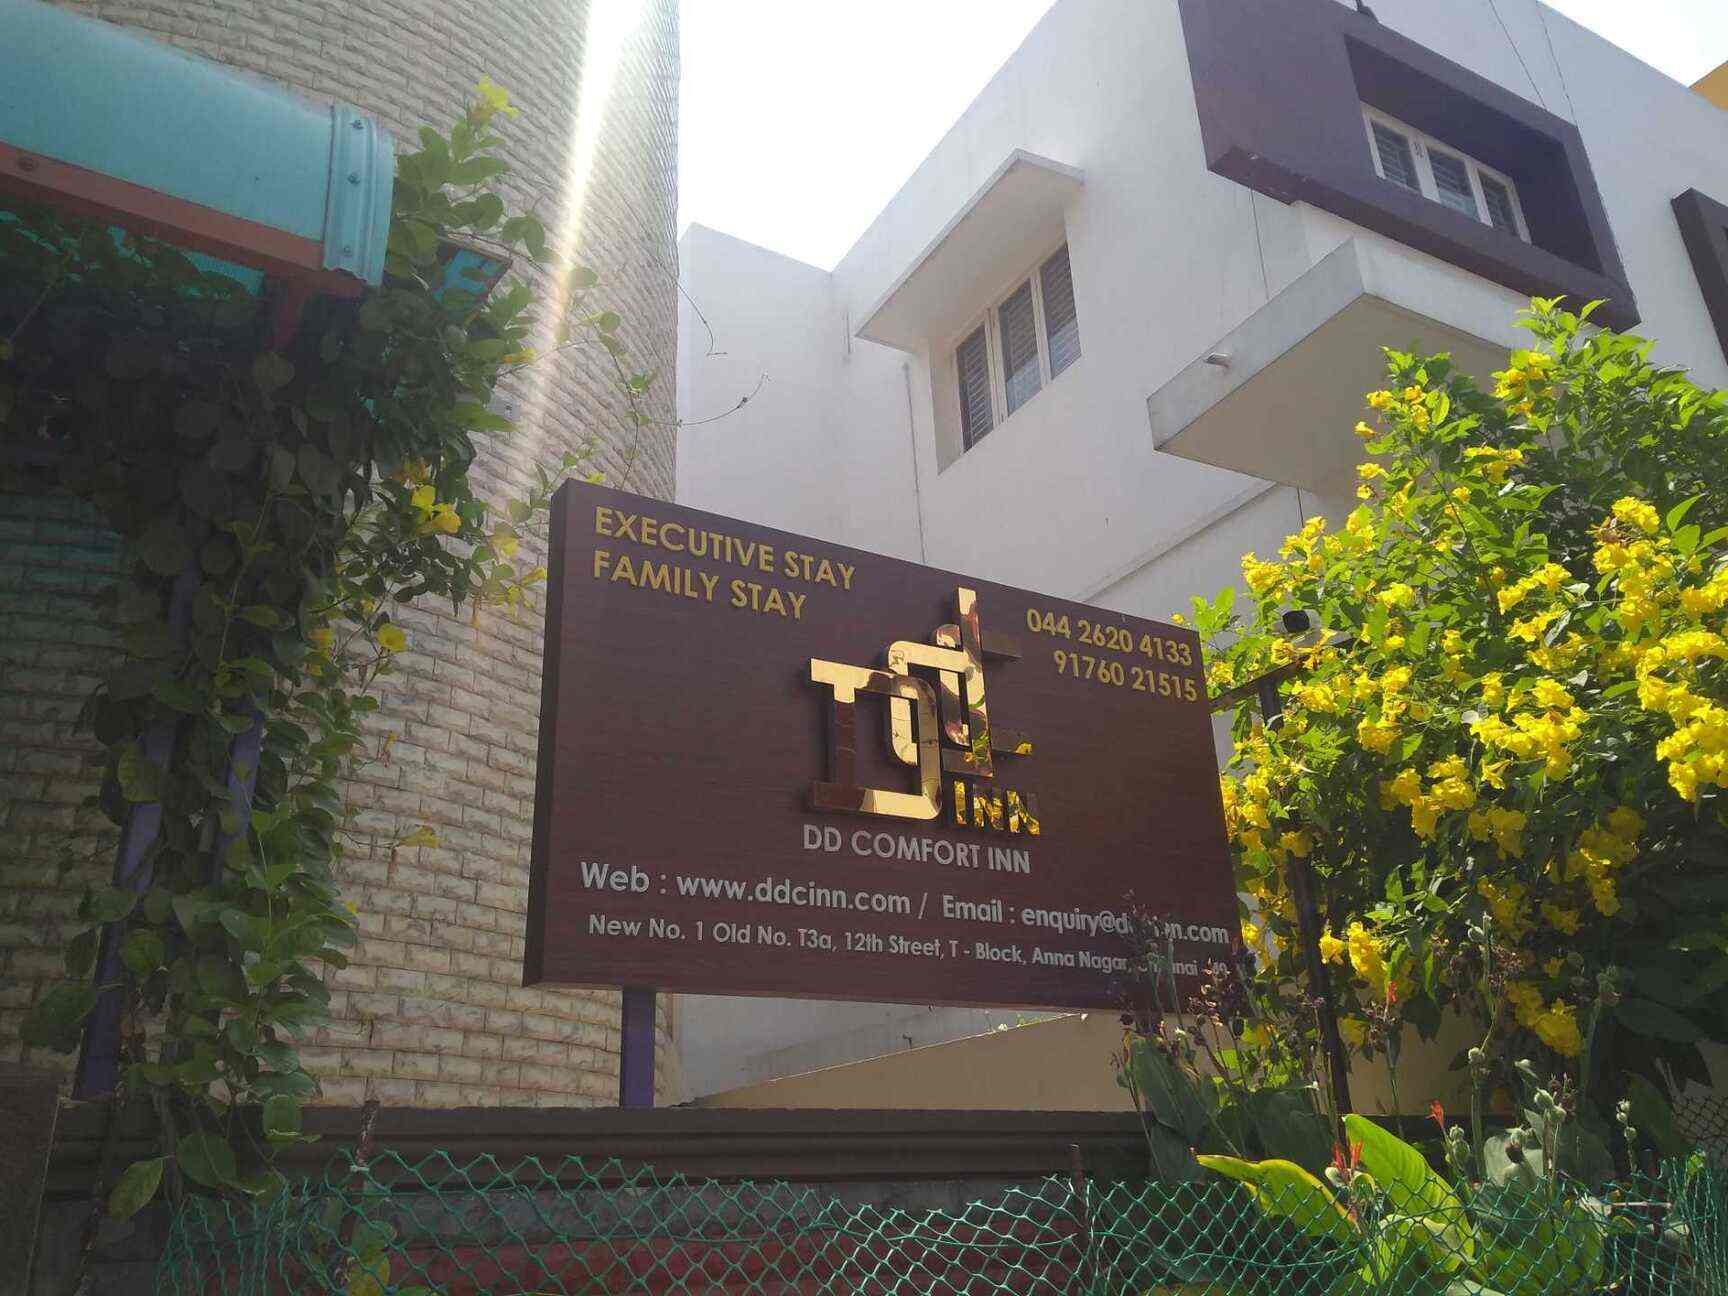 EXECUTIVE STAY
FAMILY STAY
044 2620 4133
91760 21515
INN
DD COMFORT INN
Web : www.ddcinn.com / Email :
New No. 1 Old No. T3a, 12th Street, T - Block, Anna Nagar,